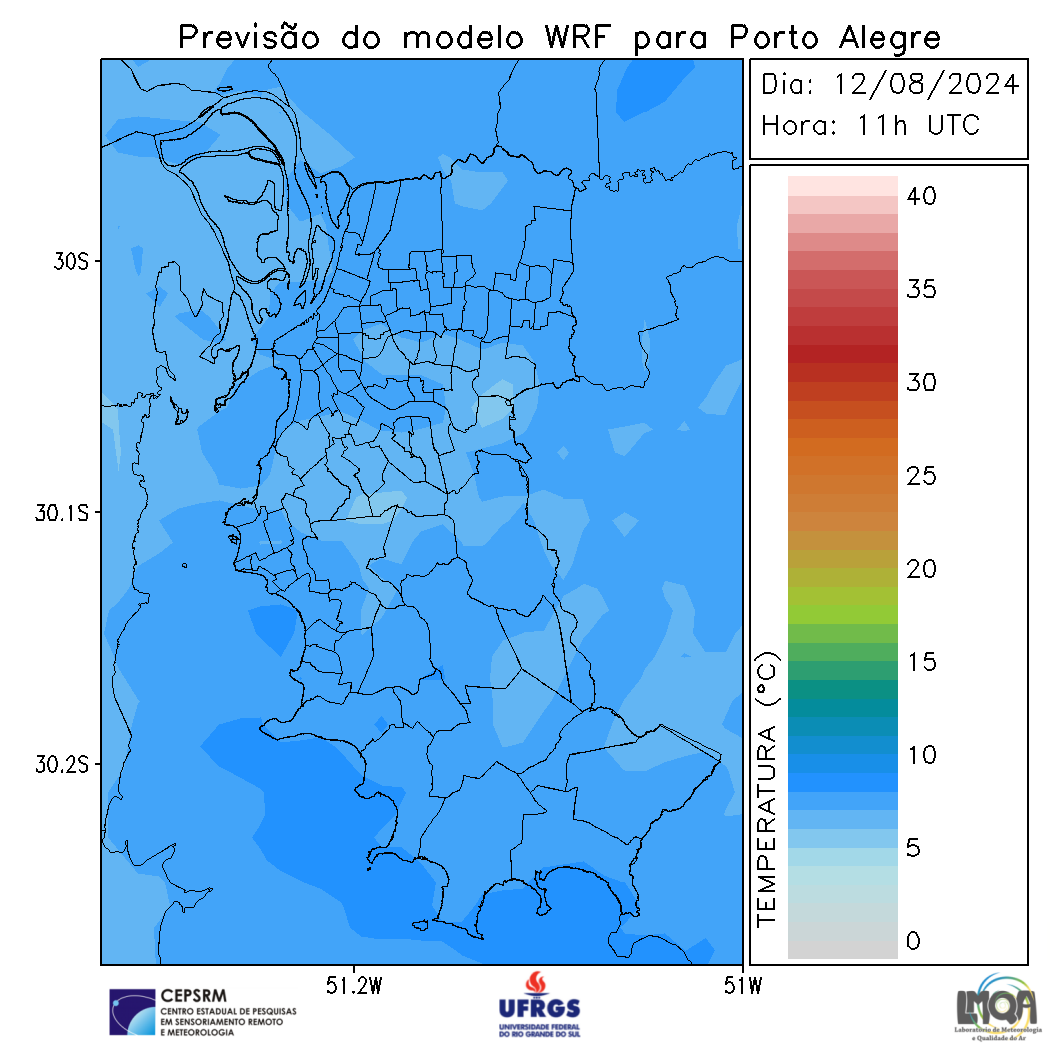 Previsão do modelo WRF para Porto Alegre
Dia: 12/08/2024
Hora: 11h UTC
40
35
30
25
20
15
10
5
0
TEMPERATURA (°C)
30S
30.1S
30.2S
51.2W
51W
CEPSRM
CENTRO ESTADUAL DE PESQUISAS
EM SENSORIAMENTO REMOTO
E METEOROLOGIA
UFRGS
UNIVERSIDADE FEDERAL
DO RIO GRANDE DO SUL
LMQA
Laboratório de Meteorologia
e Qualidade do Ar